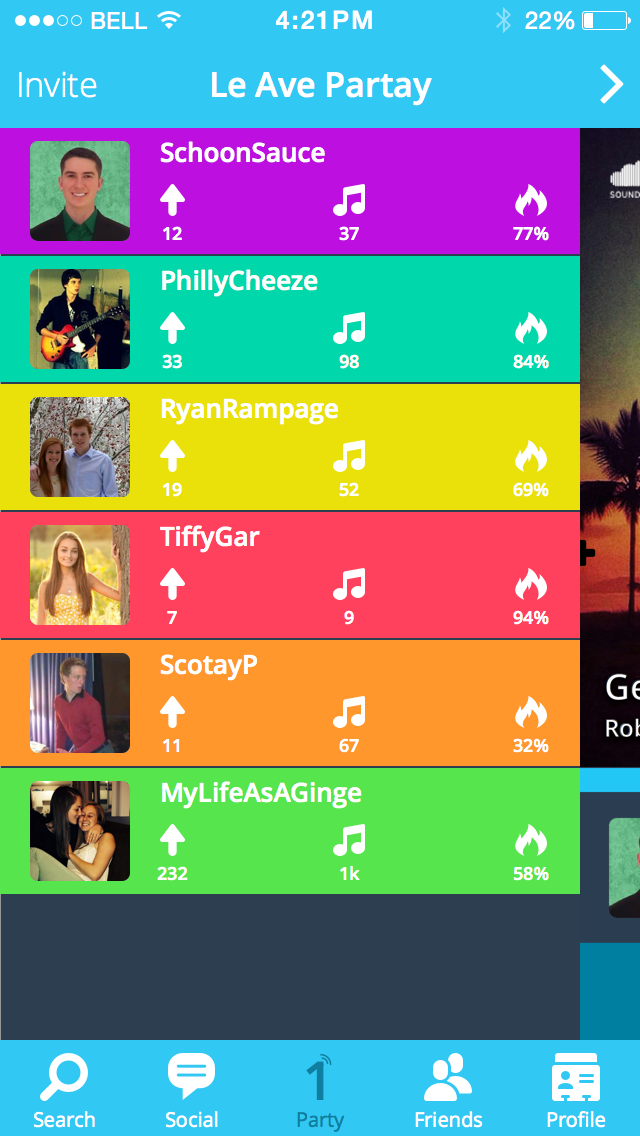 BELL 4:21PM 22%
Invite Le Ave Partay
SchoonSauce
12 37 77%
PhillyCheeze
33 98 84%
RyanRampage
19 52 69%
TiffyGar
7 9 94%
ScotayP
11 67 32%
MyLifeAsAGinge
232 1k 58%
SOUND
Ge
Rob
1
Search Social Party Friends Profile